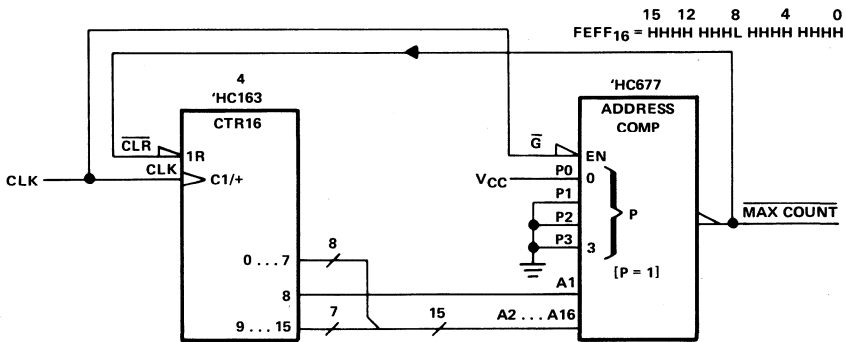 15 12 8 4 0
FEFF16 = HHHH HHHL HHHH HHHH
4
'HC163
CTR16
CLR
1R
CLK
CLK
C1/+
0 . . . 7
8
8
9 . . . 15
7
15
'HC677
ADDRESS
COMP
G
EN
VCC
P0
0
P1
P2
P3
3
P
[P = 1]
A1
A2 . . . A16
MAX COUNT